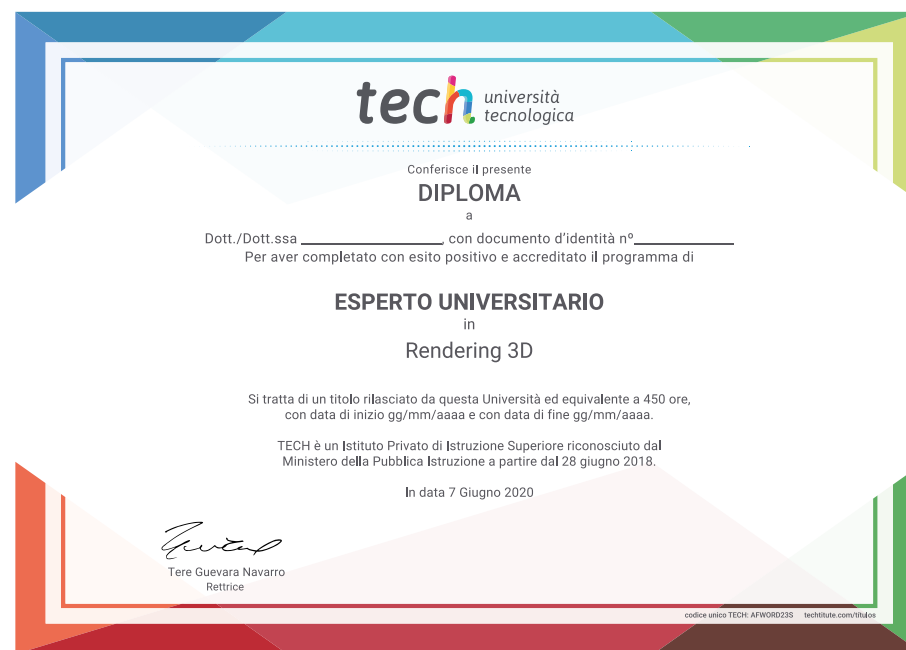 tech università
tecnologica
Conferisce il presente
DIPLOMA
a
Dott./Dott.ssa ____________________, con documento d'identità nº______________
Per aver completato con esito positivo e accreditato il programma di
ESPERTO UNIVERSITARIO
in
Rendering 3D
Si tratta di un titolo rilasciato da questa Università ed equivalente a 450 ore,
con data di inizio gg/mm/aaaa e con data di fine gg/mm/aaaa.
TECH è un Istituto Privato di Istruzione Superiore riconosciuto dal
Ministero della Pubblica Istruzione a partire dal 28 giugno 2018.
In data 7 Giugno 2020
Tere Guevara Navarro
Rettrice
codice unico TECH: AFWORD23S techtitute.com/titulos